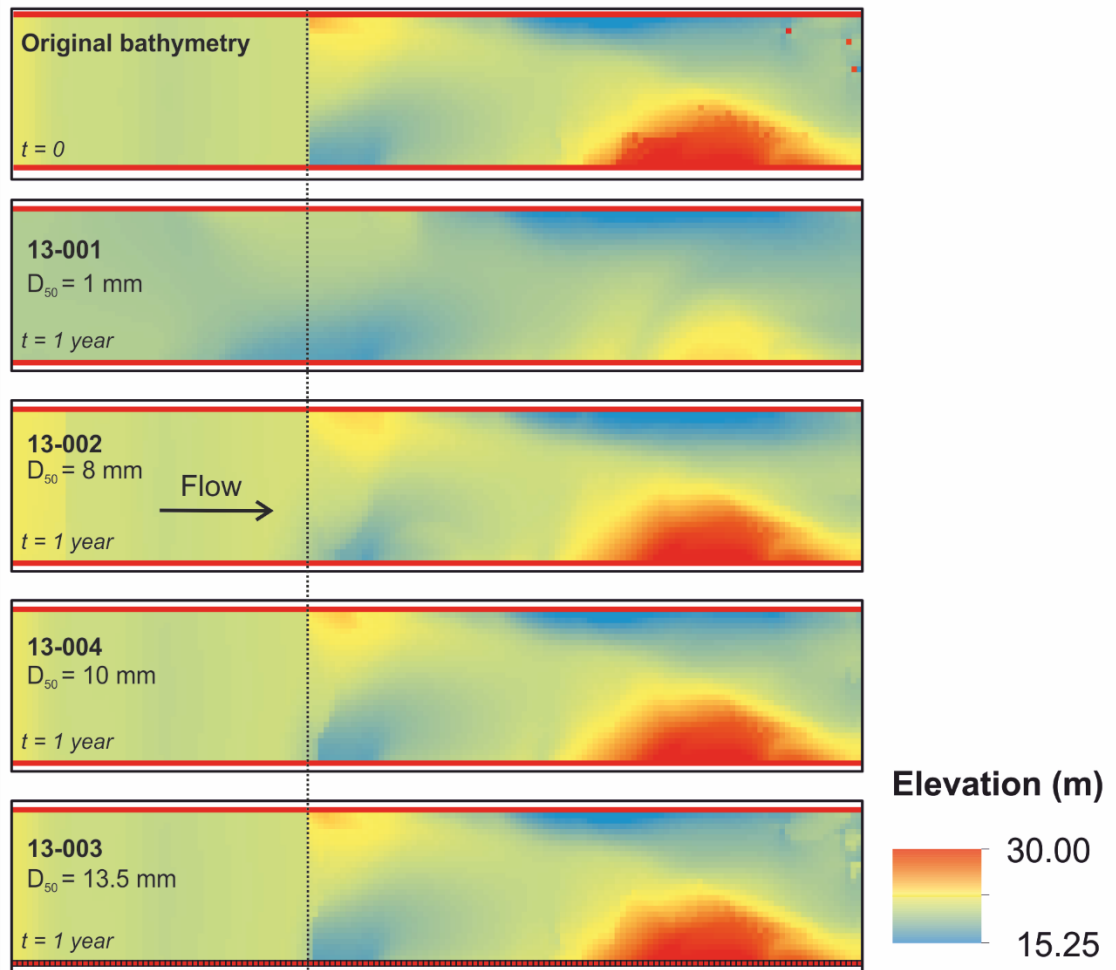 Original bathymetry
t = 0
13-001
D₅₀ = 1 mm
t = 1 year
13-002
D₅₀ = 8 mm
Flow
t = 1 year
13-004
D₅₀ = 10 mm
t = 1 year
13-003
D₅₀ = 13.5 mm
t = 1 year
Elevation (m)
30.00
15.25